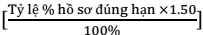 [Tỷ lệ % hồ sơ đúng hạn ×1.50
100%]